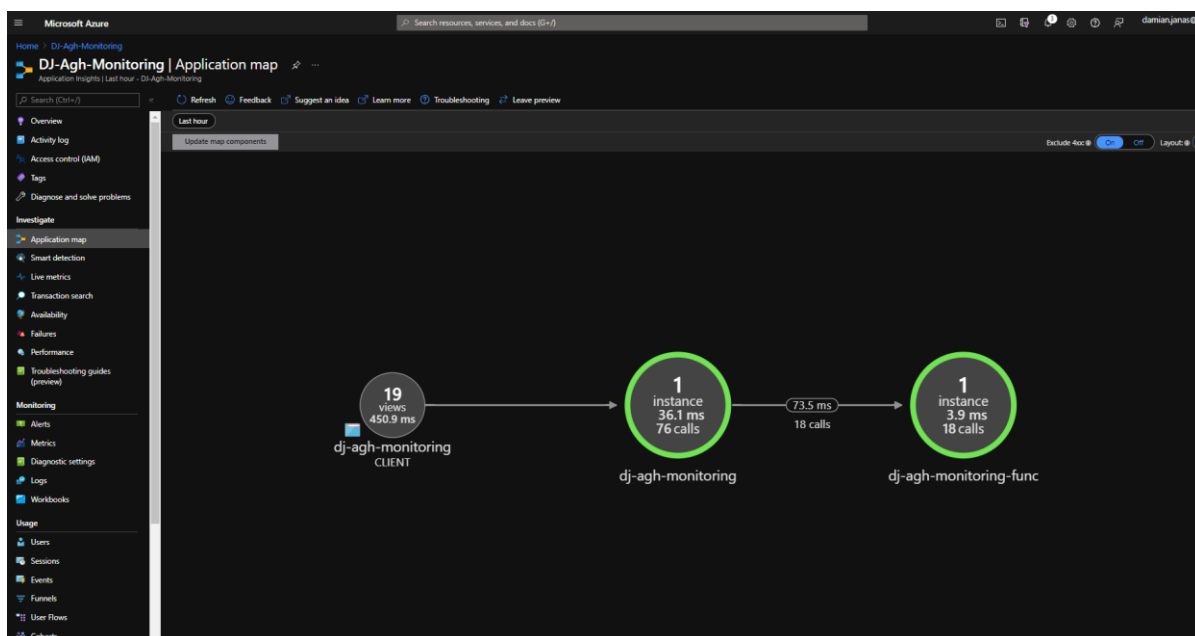 Microsoft Azure
Search resources, services, and docs (G+/)
1
damian.janas@
Home > DJ-Agh-Monitoring
DJ-Agh-Monitoring | Application map
Application Insights | Last hour - DJ-Agh-Monitoring
Search (Ctrl+/)
Refresh
Feedback
Suggest an idea
Learn more
Troubleshooting
Leave preview
Overview
Activity log
Access control (IAM)
Tags
Diagnose and solve problems
Investigate
Application map
Smart detection
Live metrics
Transaction search
Availability
Failures
Performance
Troubleshooting guides
(preview)
Monitoring
Alerts
Metrics
Diagnostic settings
Logs
Workbooks
Usage
Users
Sessions
Events
Funnels
User Flows
Cohorts
Last hour
Update map components
Exclude 4xx
On
Off
Layout:
19
views
450.9 ms
dj-agh-monitoring
CLIENT
1
instance
36.1 ms
76 calls
dj-agh-monitoring
73.5 ms
18 calls
1
instance
3.9 ms
18 calls
dj-agh-monitoring-func